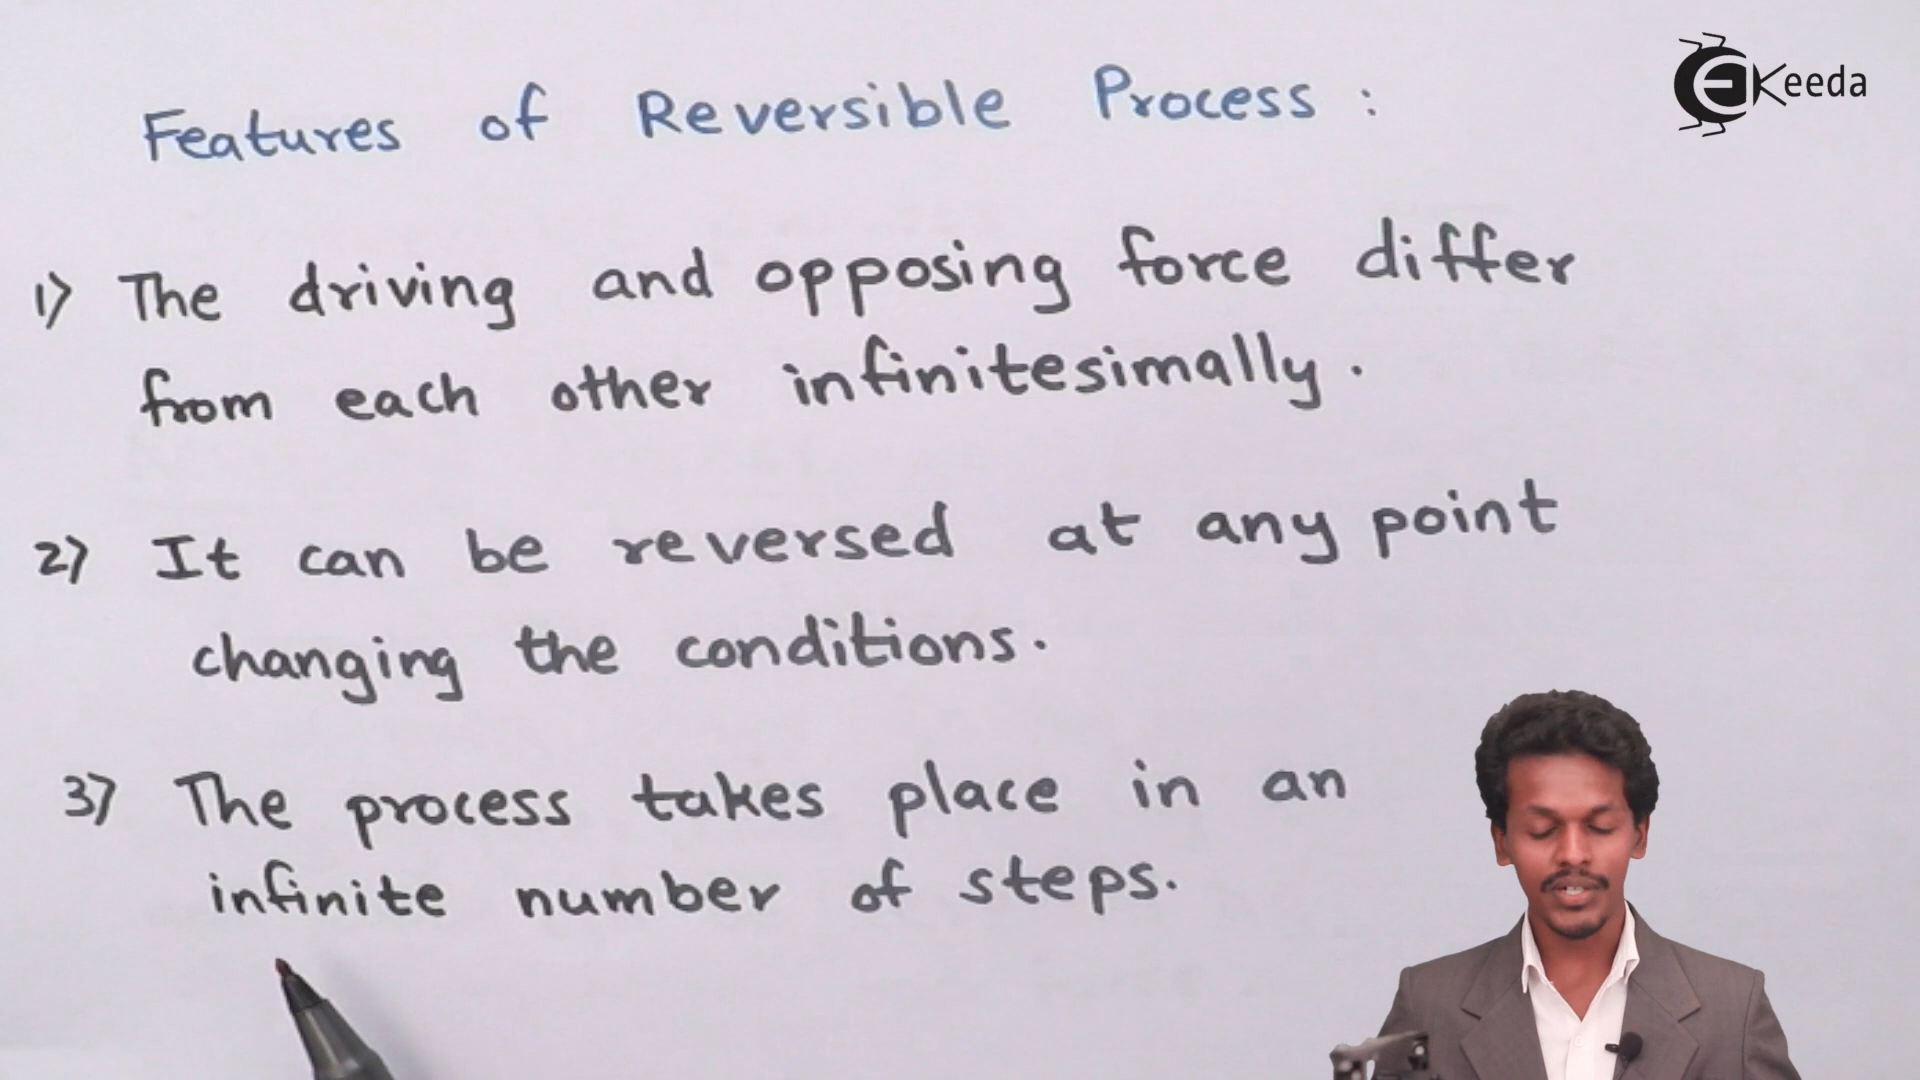 Features of Reversible Process :
EKeeda
1) The driving and opposing force differ
from each other infinitesimally.
2) It can be reversed at any point
changing the conditions.
3) The process takes place in an
infinite number of steps.